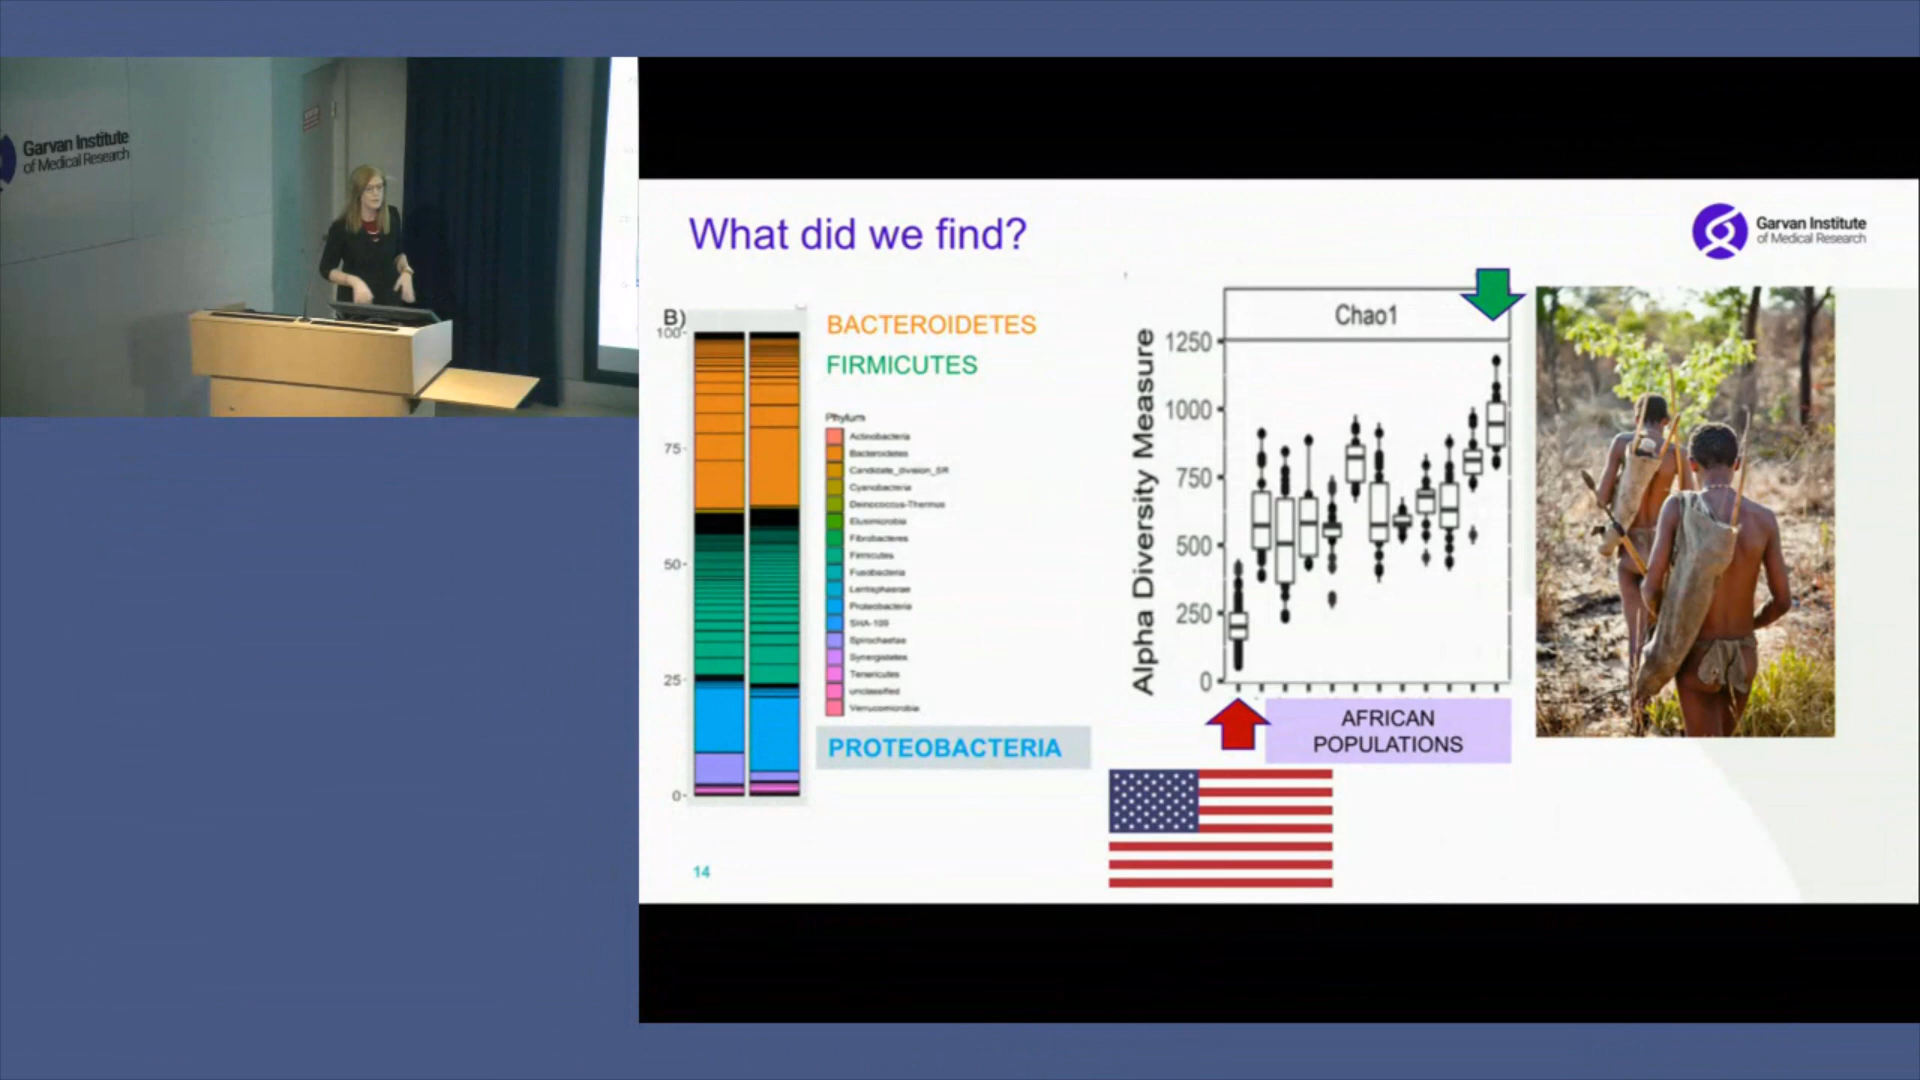 Garvan Institute
of Medical Research
What did we find?
Garvan Institute
of Medical Research
B)
100
75
50
25
0
BACTEROIDETES
FIRMICUTES
Phylum
Actinobacteria
Bacteroidetes
Candidate_division_SR
Cyanobacteria
Deinococcus-Thermus
Elusimicrobia
Fibrobacteres
Firmicutes
Fusobacteria
Lentisphaerae
Proteobacteria
SHA-109
Spirochaetae
Synergistetes
Tenericutes
unclassified
Verrucomicrobia
PROTEOBACTERIA
Chao1
Alpha Diversity Measure
1250
1000
750
500
250
0
AFRICAN
POPULATIONS
14